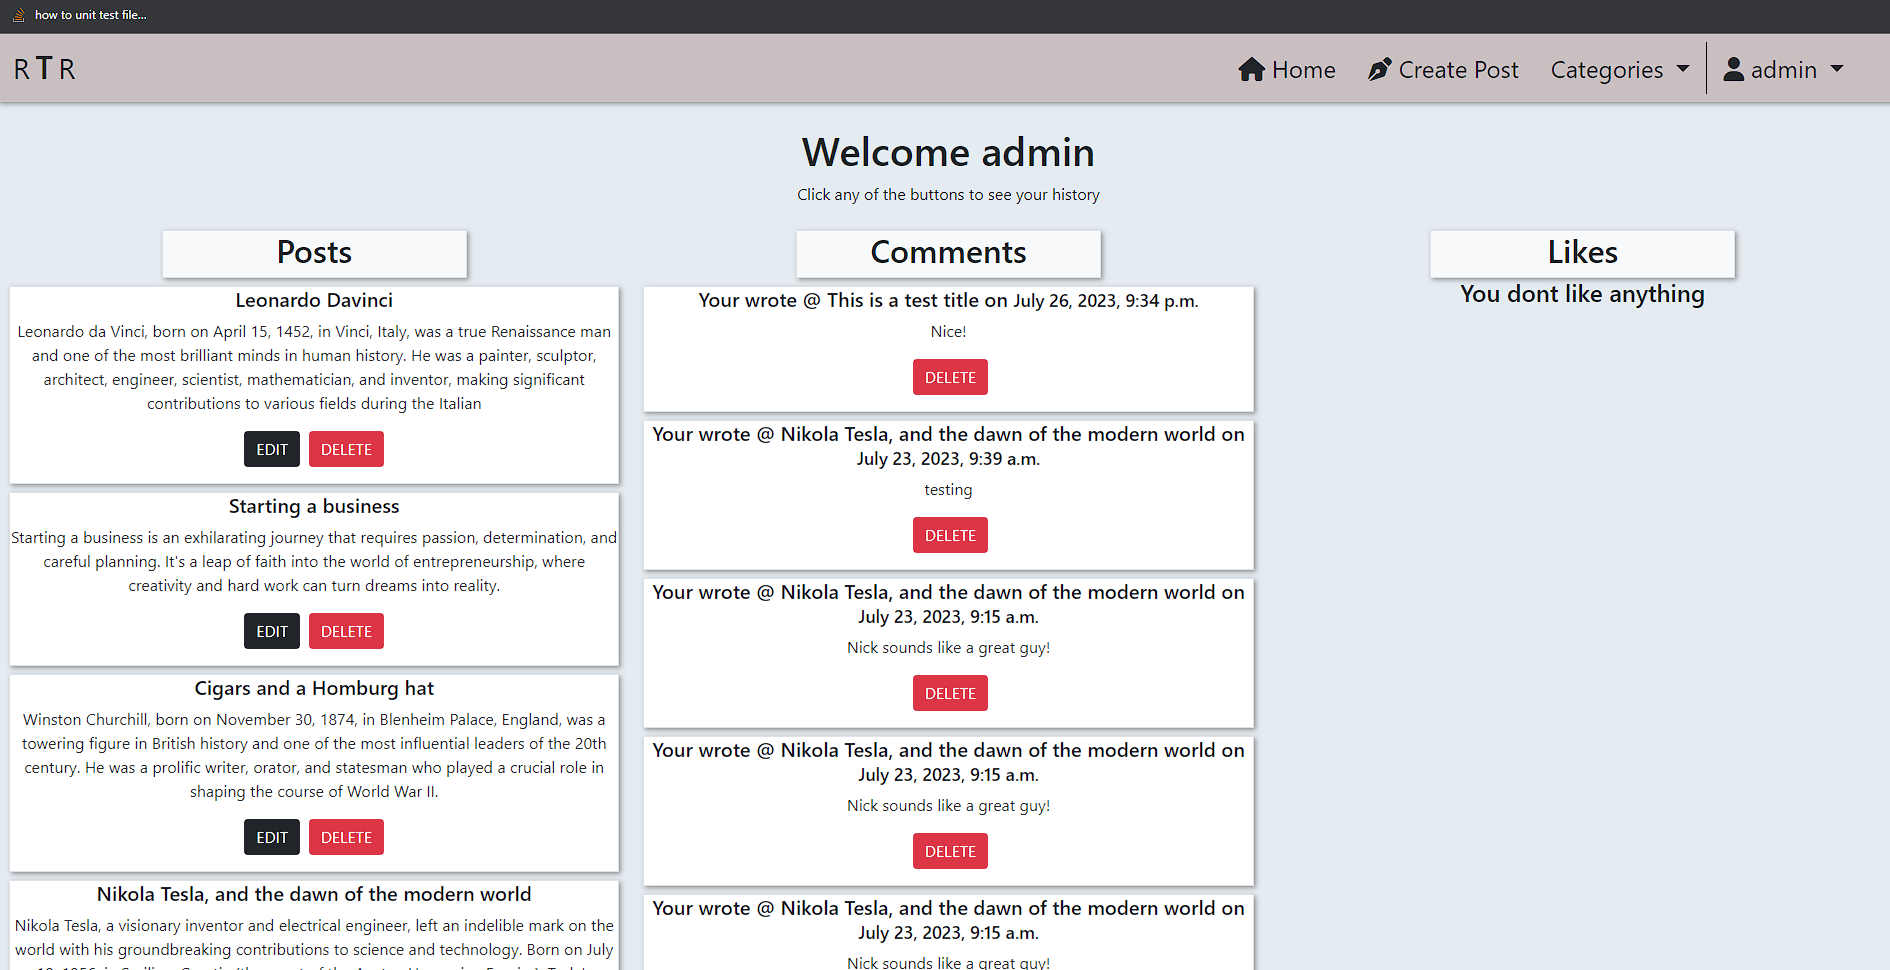 how to unit test file...
R T R
Home
Create Post
Categories
admin
Welcome admin
Click any of the buttons to see your history
Posts
Leonardo Davinci
Leonardo da Vinci, born on April 15, 1452, in Vinci, Italy, was a true Renaissance man
and one of the most brilliant minds in human history. He was a painter, sculptor,
architect, engineer, scientist, mathematician, and inventor, making significant
contributions to various fields during the Italian
EDIT DELETE
Starting a business
Starting a business is an exhilarating journey that requires passion, determination, and
careful planning. It's a leap of faith into the world of entrepreneurship, where
creativity and hard work can turn dreams into reality.
EDIT DELETE
Cigars and a Homburg hat
Winston Churchill, born on November 30, 1874, in Blenheim Palace, England, was a
towering figure in British history and one of the most influential leaders of the 20th
century. He was a prolific writer, orator, and statesman who played a crucial role in
shaping the course of World War II.
EDIT DELETE
Nikola Tesla, and the dawn of the modern world
Nikola Tesla, a visionary inventor and electrical engineer, left an indelible mark on the
world with his groundbreaking contributions to science and technology. Born on July
Comments
Your wrote @ This is a test title on July 26, 2023, 9:34 p.m.
Nice!
DELETE
Your wrote @ Nikola Tesla, and the dawn of the modern world on
July 23, 2023, 9:39 a.m.
testing
DELETE
Your wrote @ Nikola Tesla, and the dawn of the modern world on
July 23, 2023, 9:15 a.m.
Nick sounds like a great guy!
DELETE
Your wrote @ Nikola Tesla, and the dawn of the modern world on
July 23, 2023, 9:15 a.m.
Nick sounds like a great guy!
DELETE
Your wrote @ Nikola Tesla, and the dawn of the modern world on
July 23, 2023, 9:15 a.m.
Nick sounds like a great guy!
Likes
You dont like anything